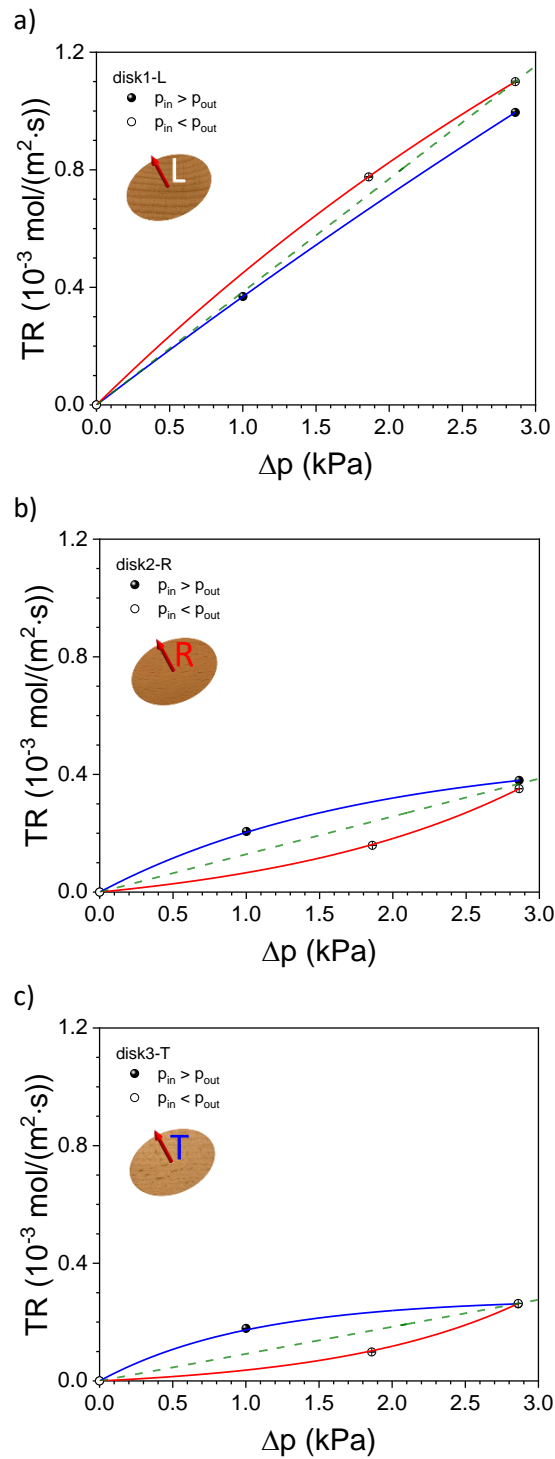 a)
TR (10⁻³ mol/(m²·s))
1.2
0.8
0.4
0.0
disk1-L
p_in > p_out
p_in < p_out
L
0.0 0.5 1.0 1.5 2.0 2.5 3.0
Δp (kPa)
b)
TR (10⁻³ mol/(m²·s))
1.2
0.8
0.4
0.0
disk2-R
p_in > p_out
p_in < p_out
R
0.0 0.5 1.0 1.5 2.0 2.5 3.0
Δp (kPa)
c)
TR (10⁻³ mol/(m²·s))
1.2
0.8
0.4
0.0
disk3-T
p_in > p_out
p_in < p_out
T
0.0 0.5 1.0 1.5 2.0 2.5 3.0
Δp (kPa)